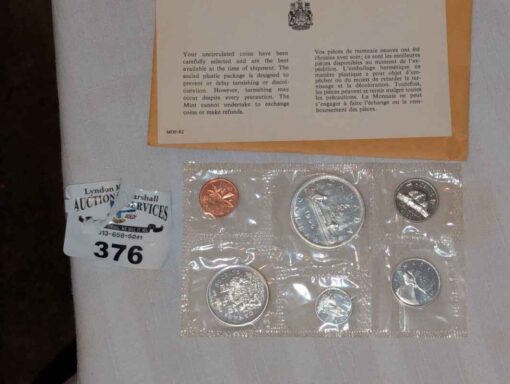 Your uncirculated coins have been
carefully selected and are the best
available at the time of shipment. The
sealed plastic package is designed to
prevent or delay tarnishing or discol-
ouration. However, tarnishing may
occur despite every precaution. The
Mint cannot undertake to exchange
coins or make refunds.
Vos pièces de monnaie neuves ont été
choisies avec soin; ce sont les meilleures
pièces disponibles au moment de l'ex-
pédition. L'emballage hermétique en
matière plastique a pour objet d'em-
pêcher ou du moins de retarder le ter-
nissage et la décoloration. Toutefois,
les pièces peuvent se ternir malgré toutes
les précautions. La Monnaie ne peut
s'engager à faire l'échange ou le rem-
boursement des pièces.
Lyndon
Marshall
AUCTION SERVICES
376